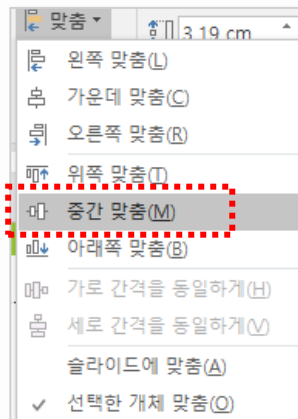 맞춤
3.19 cm
왼쪽 맞춤(L)
가운데 맞춤(C)
오른쪽 맞춤(R)
위쪽 맞춤(T)
중간 맞춤(M)
아래쪽 맞춤(B)
가로 간격을 동일하게(H)
세로 간격을 동일하게(V)
슬라이드에 맞춤(A)
선택한 개체 맞춤(O)